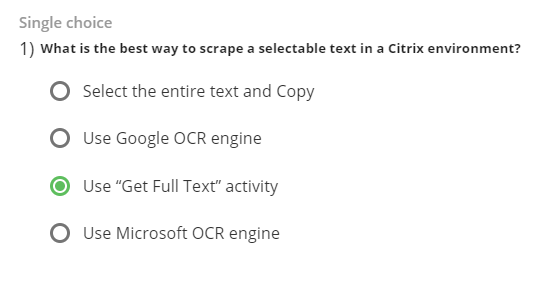 Single choice
1) What is the best way to scrape a selectable text in a Citrix environment?
Select the entire text and Copy
Use Google OCR engine
Use “Get Full Text” activity
Use Microsoft OCR engine